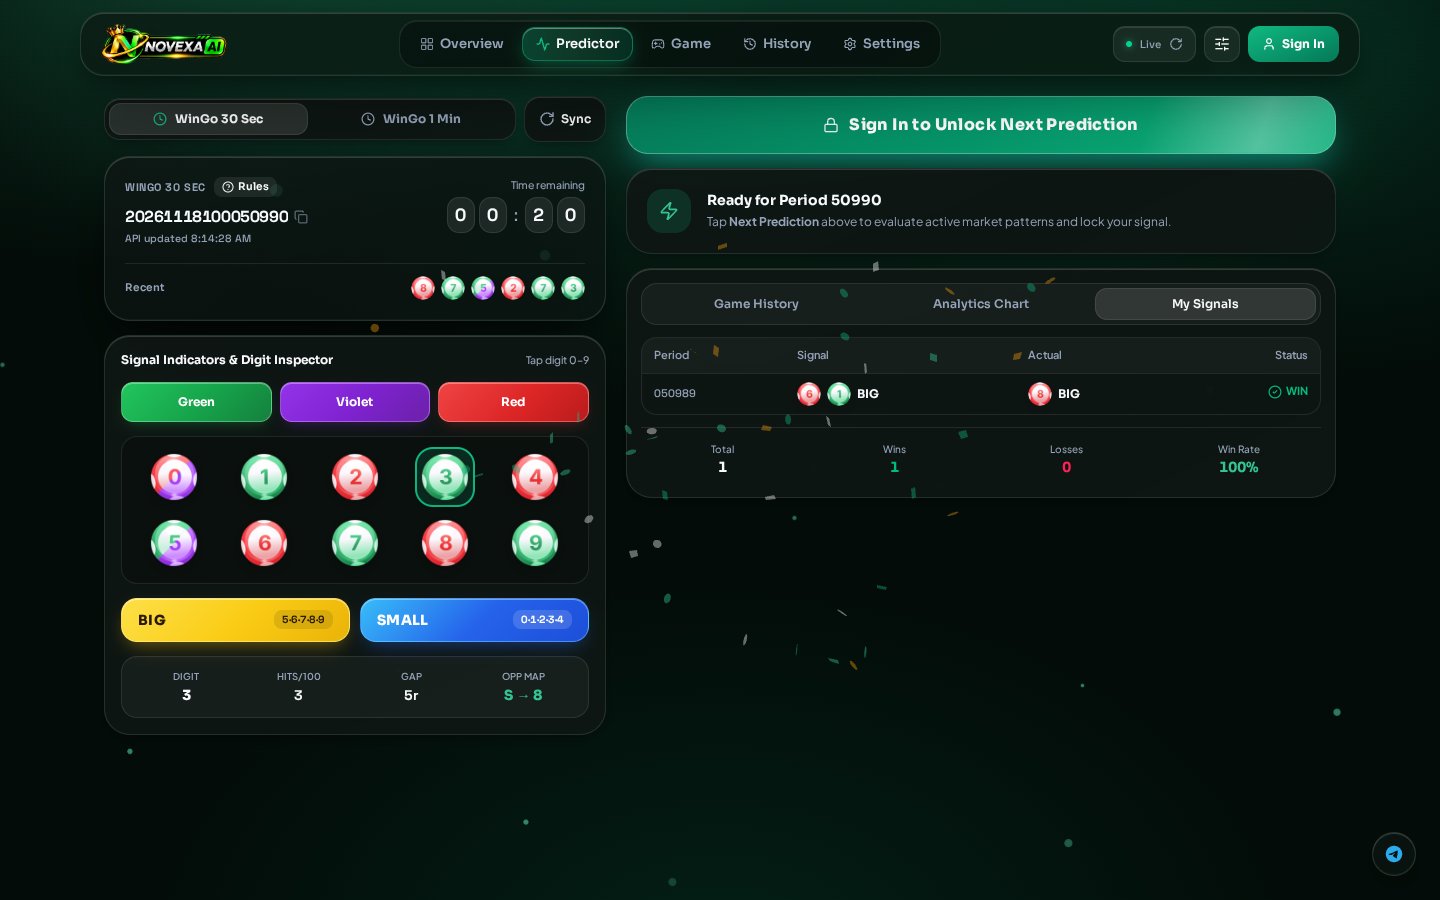 NOVEXA AI
Overview
Predictor
Game
History
Settings
Live
Sign In
WinGo 30 Sec
WinGo 1 Min
Sync
WINGO 30 SEC
Rules
Time remaining
20261118100050990
0 0 : 2 0
API updated 8:14:28 AM
Recent
8 7 5 2 7 3
Signal Indicators & Digit Inspector
Tap digit 0-9
Green
Violet
Red
0 1 2 3 4
5 6 7 8 9
BIG
5·6·7·8·9
SMALL
0·1·2·3·4
DIGIT
HITS/100
GAP
OPP MAP
3
3
5r
S → 8
Sign In to Unlock Next Prediction
Ready for Period 50990
Tap Next Prediction above to evaluate active market patterns and lock your signal.
Game History
Analytics Chart
My Signals
Period
Signal
Actual
Status
050989
6 1 BIG
8 BIG
WIN
Total
Wins
Losses
Win Rate
1
1
0
100%